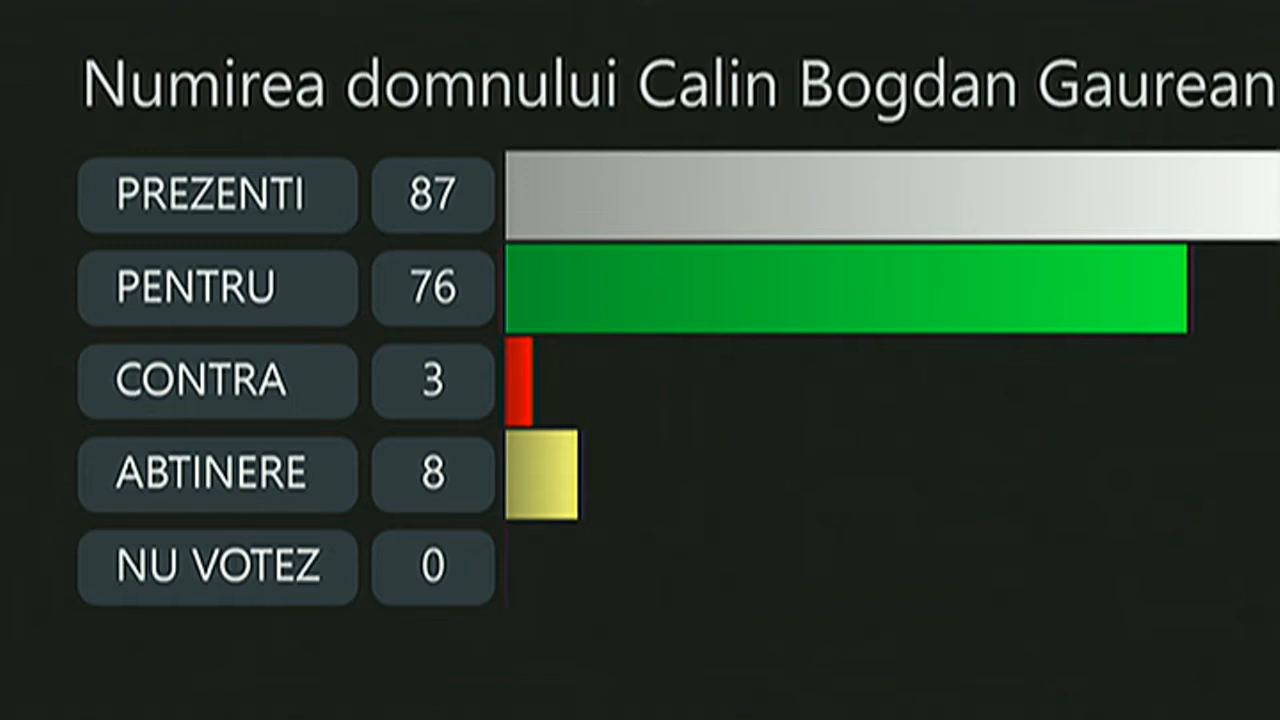 Numirea domnului Calin Bogdan Gaurean
PREZENTI 87
PENTRU 76
CONTRA 3
ABTINERE 8
NU VOTEZ 0